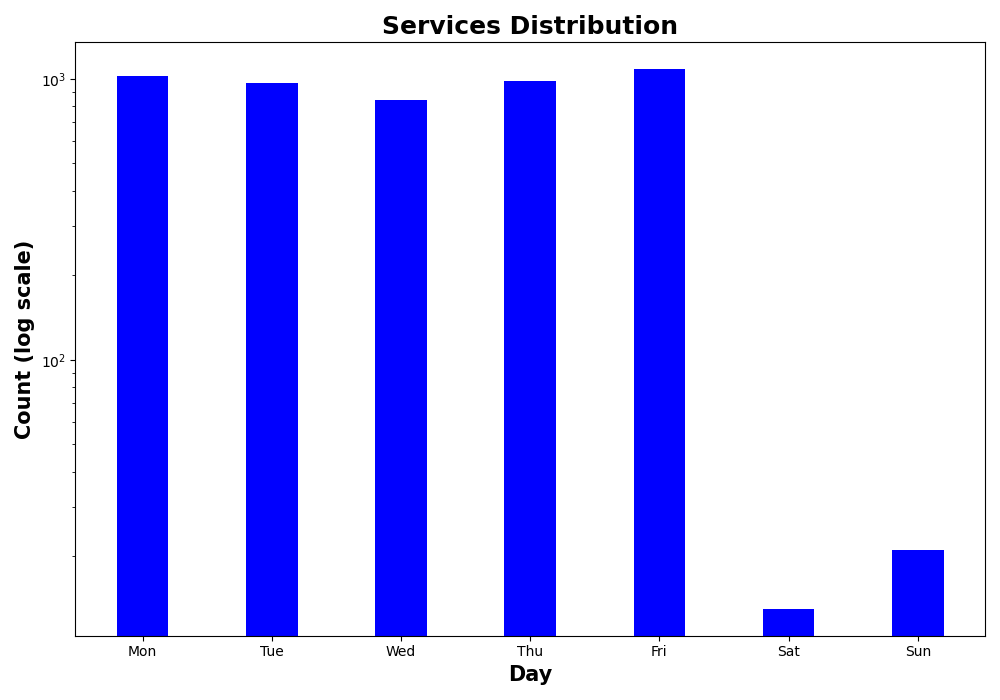 Services Distribution
10³
10²
Count (log scale)
Mon Tue Wed Thu Fri Sat Sun
Day